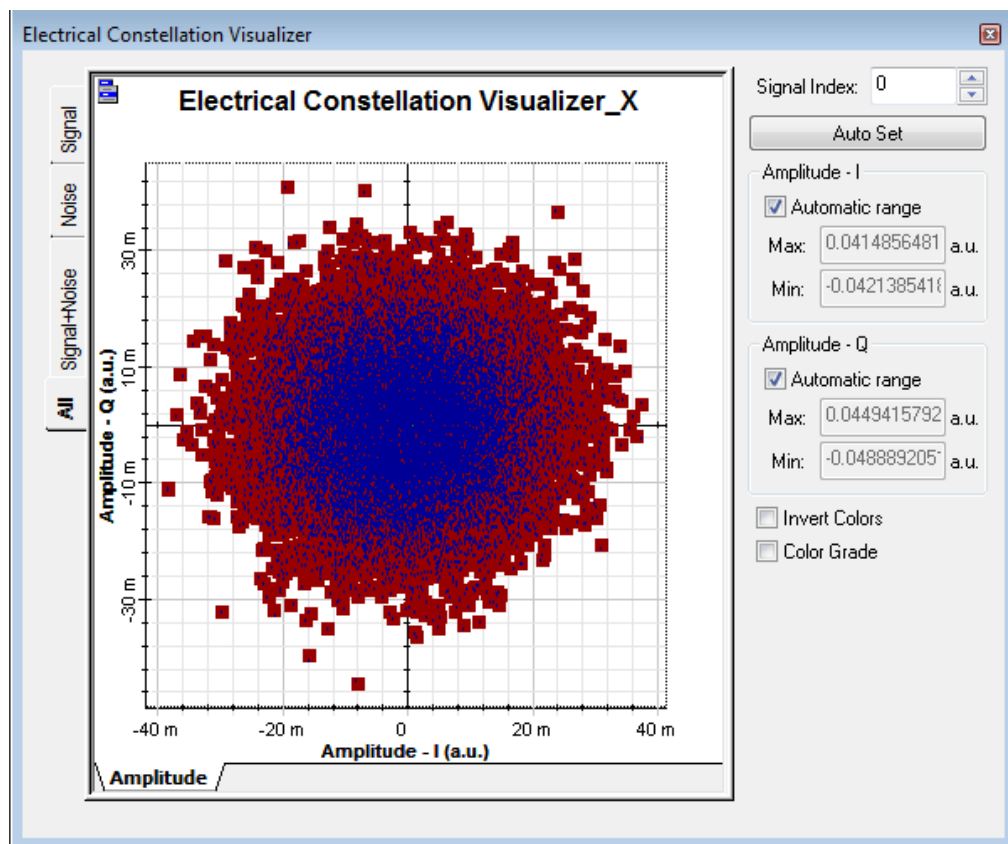 Electrical Constellation Visualizer
Signal
Noise
Signal+Noise
All
Electrical Constellation Visualizer_X
Amplitude - Q (a.u.)
30 m
10 m
-10 m
-30 m
-40 m
-20 m
0
20 m
40 m
Amplitude - I (a.u.)
Amplitude
Signal Index: 0
Auto Set
Amplitude - I
Automatic range
Max: 0.0414856481 a.u.
Min: -0.042138541 a.u.
Amplitude - Q
Automatic range
Max: 0.0449415792 a.u.
Min: -0.048889205 a.u.
Invert Colors
Color Grade